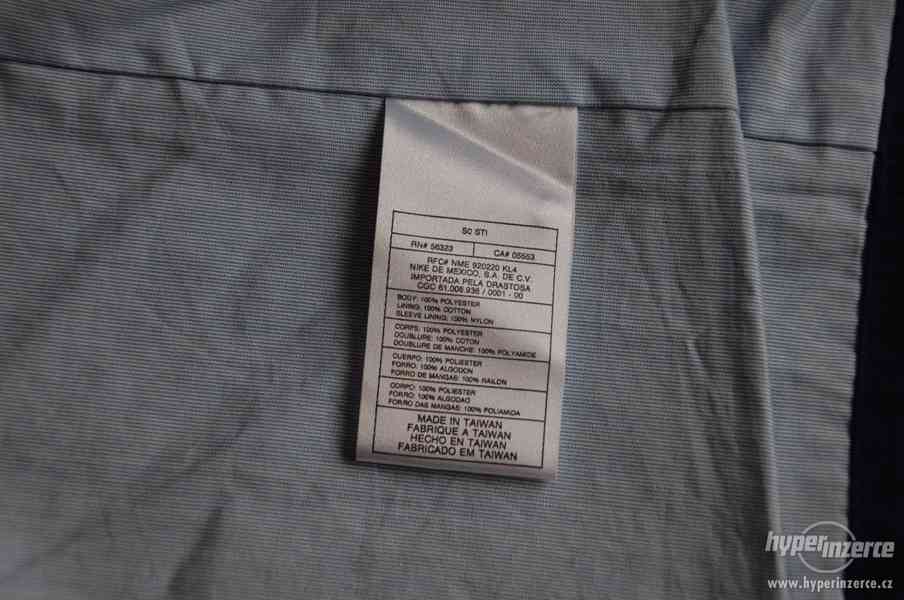 S0 STI
RN# 56323 CA# 05553
RFC# NME 920220 KL4
NIKE DE MEXICO, S.A. DE C.V.
IMPORTADA PELA DRASTOSA
CGC 61.008.936 / 0001 - 00
BODY: 100% POLYESTER
LINING: 100% COTTON
SLEEVE LINING: 100% NYLON
CORPS: 100% POLYESTER
DOUBLURE: 100% COTON
DOUBLURE DE MANCHE: 100% POLYAMIDE
CUERPO: 100% POLIESTER
FORRO: 100% ALGODON
FORRO DE MANGAS: 100% RAILON
CORPO: 100% POLIESTER
FORRO: 100% ALGODAO
FORRO DAS MANGAS: 100% POLIAMIDA
MADE IN TAIWAN
FABRIQUE A TAIWAN
HECHO EN TAIWAN
FABRICADO EM TAIWAN
hyperinzerce
www.hyperinzerce.cz